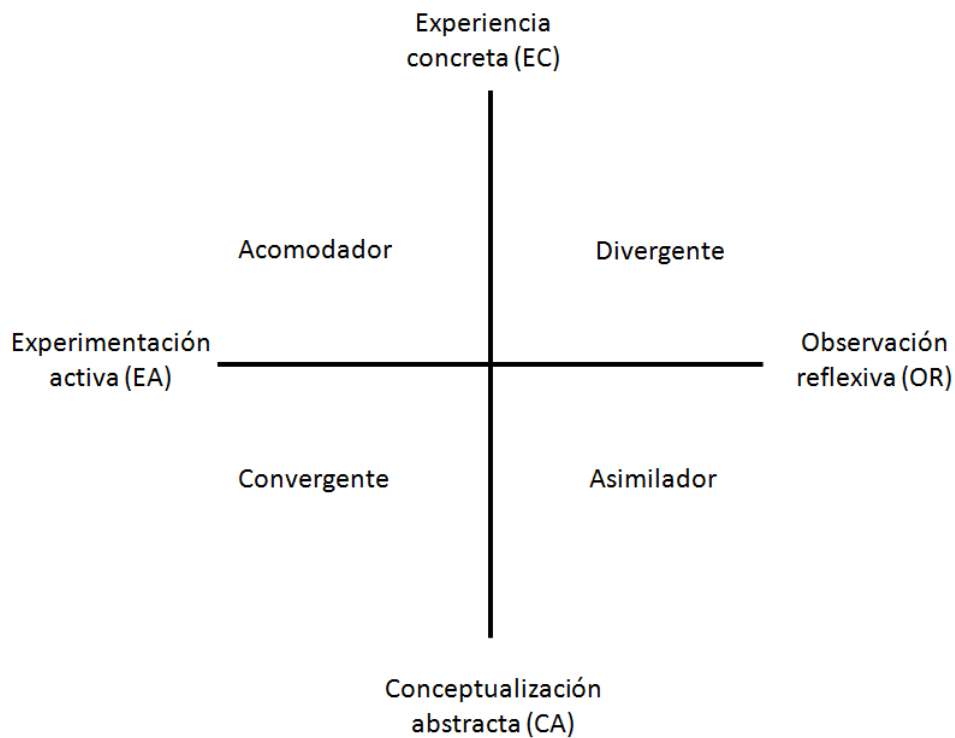 Experiencia
concreta (EC)
Acomodador
Divergente
Experimentación
activa (EA)
Observación
reflexiva (OR)
Convergente
Asimilador
Conceptualización
abstracta (CA)